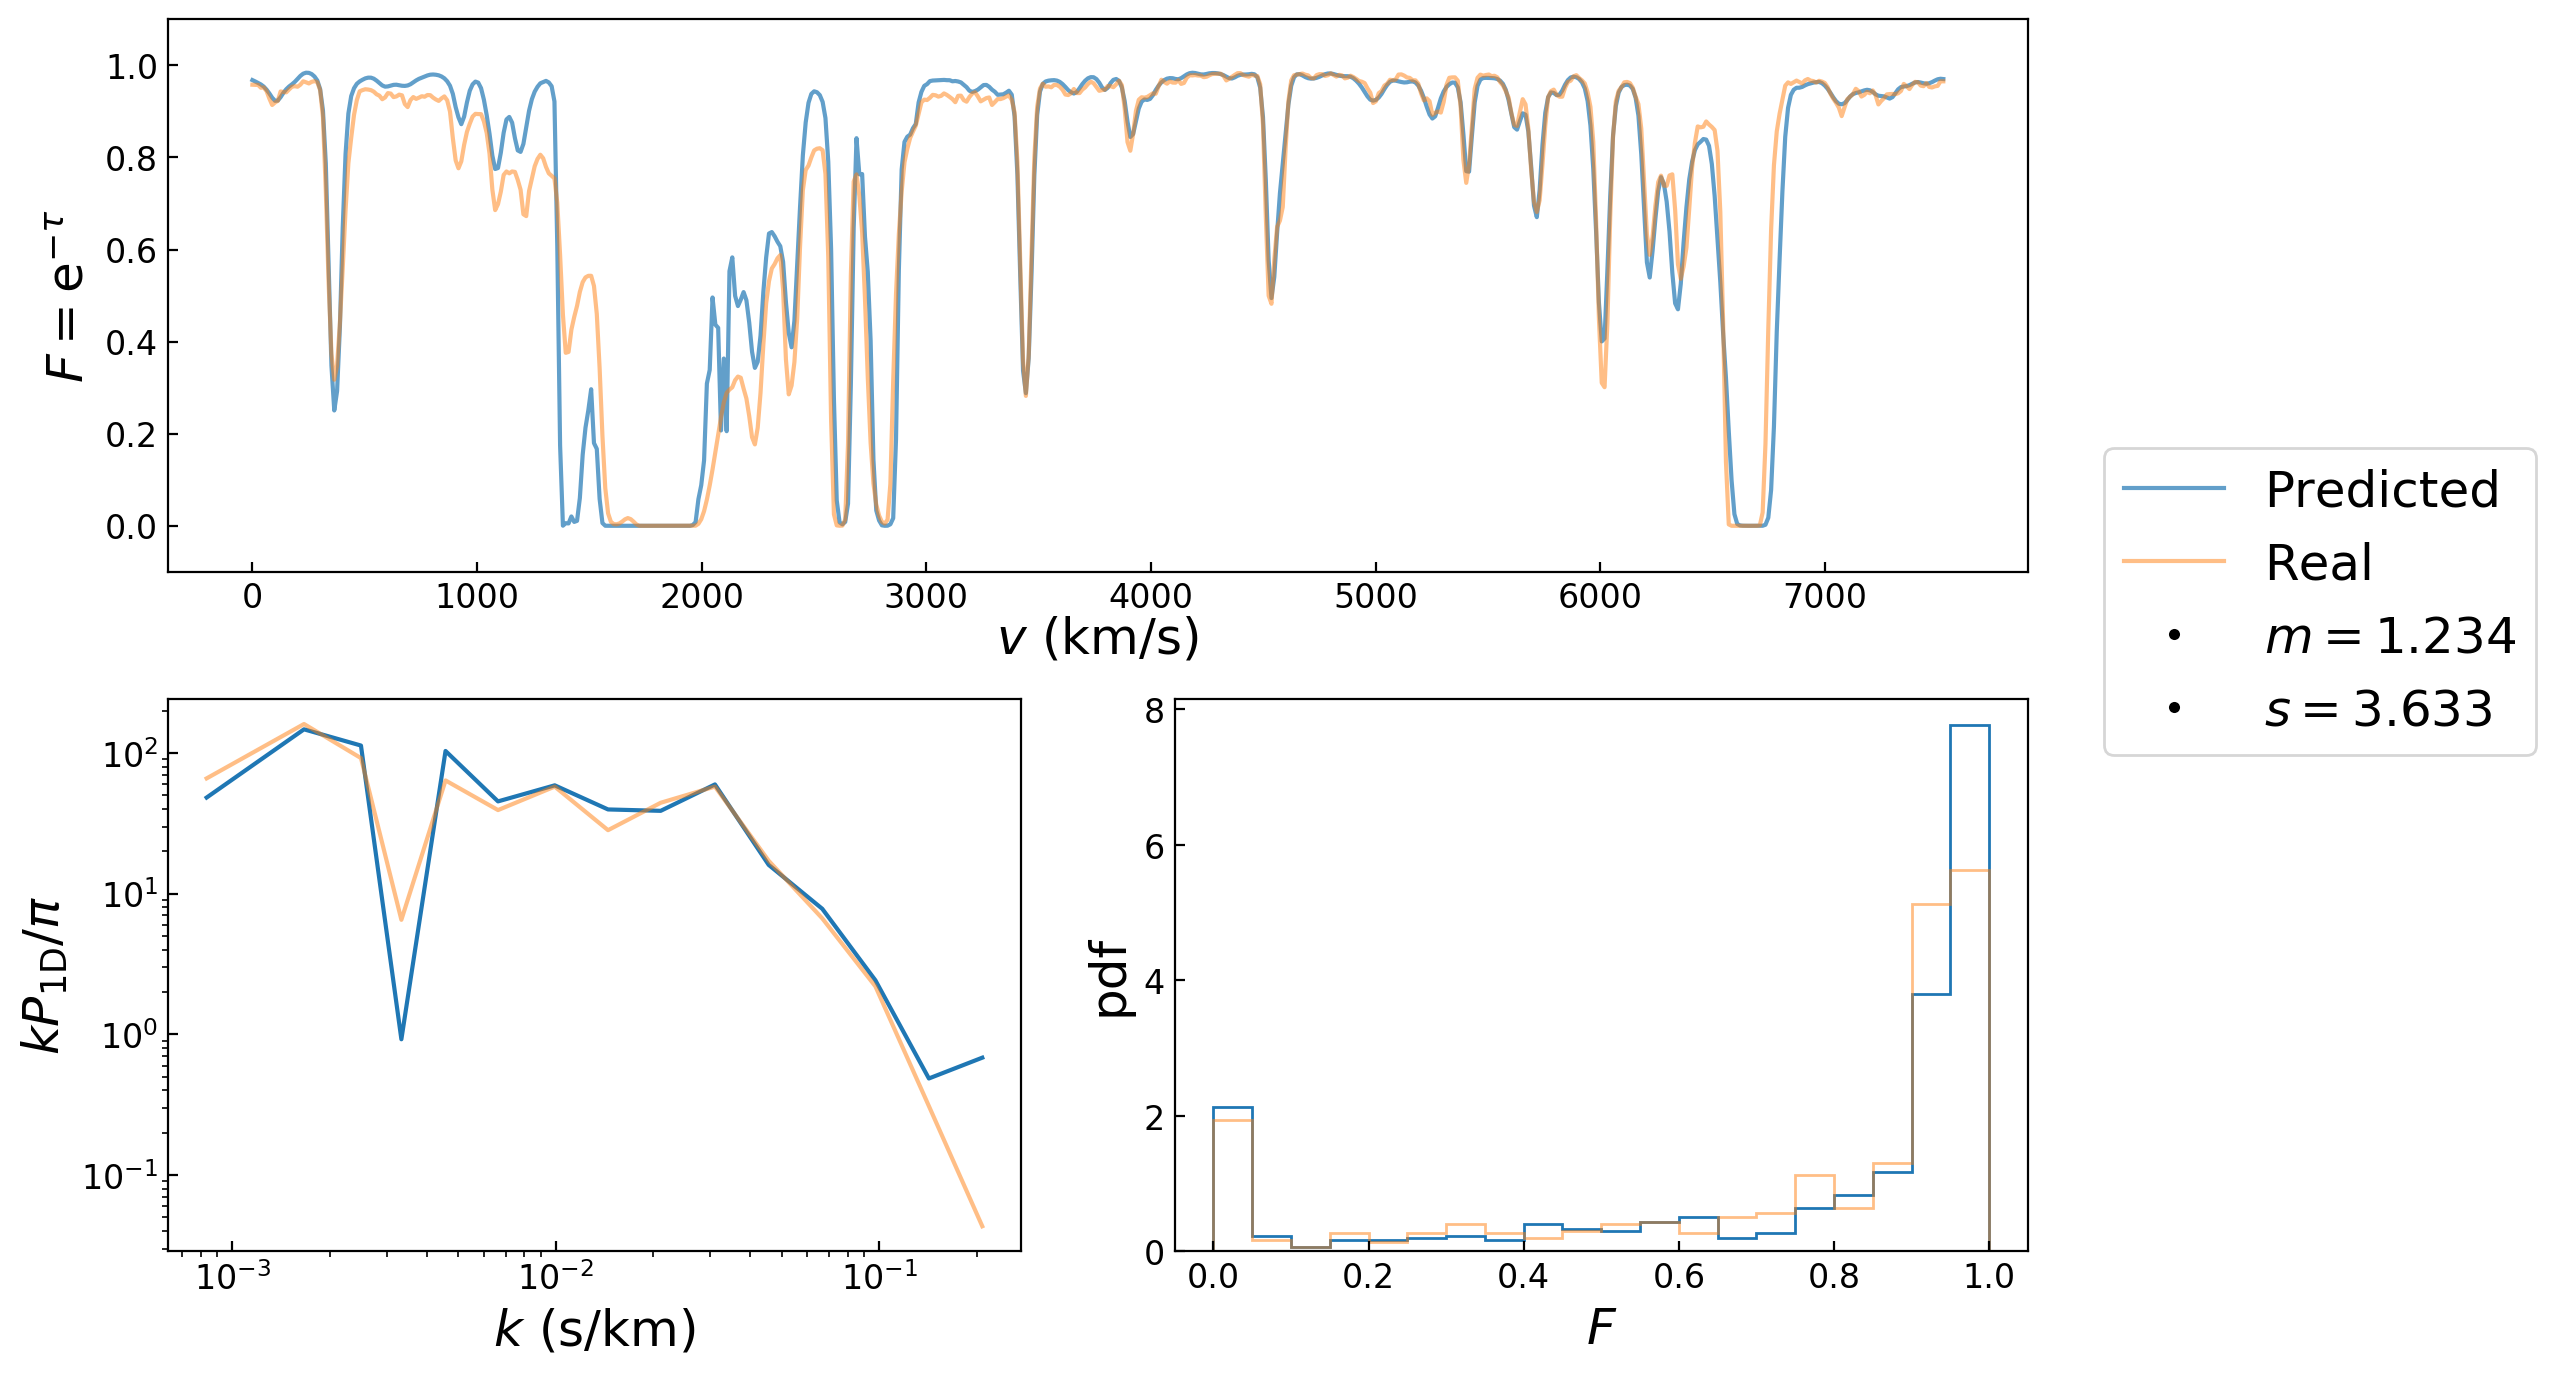 1.0
0.8
0.6
0.4
0.2
0.0
F = e^{-τ}
0 1000 2000 3000 4000 5000 6000 7000
v (km/s)
Predicted
Real
m = 1.234
s = 3.633
10^2
10^1
10^0
10^{-1}
kP_{1D}/π
10^{-3} 10^{-2} 10^{-1}
k (s/km)
8
6
4
2
0
pdf
0.0 0.2 0.4 0.6 0.8 1.0
F